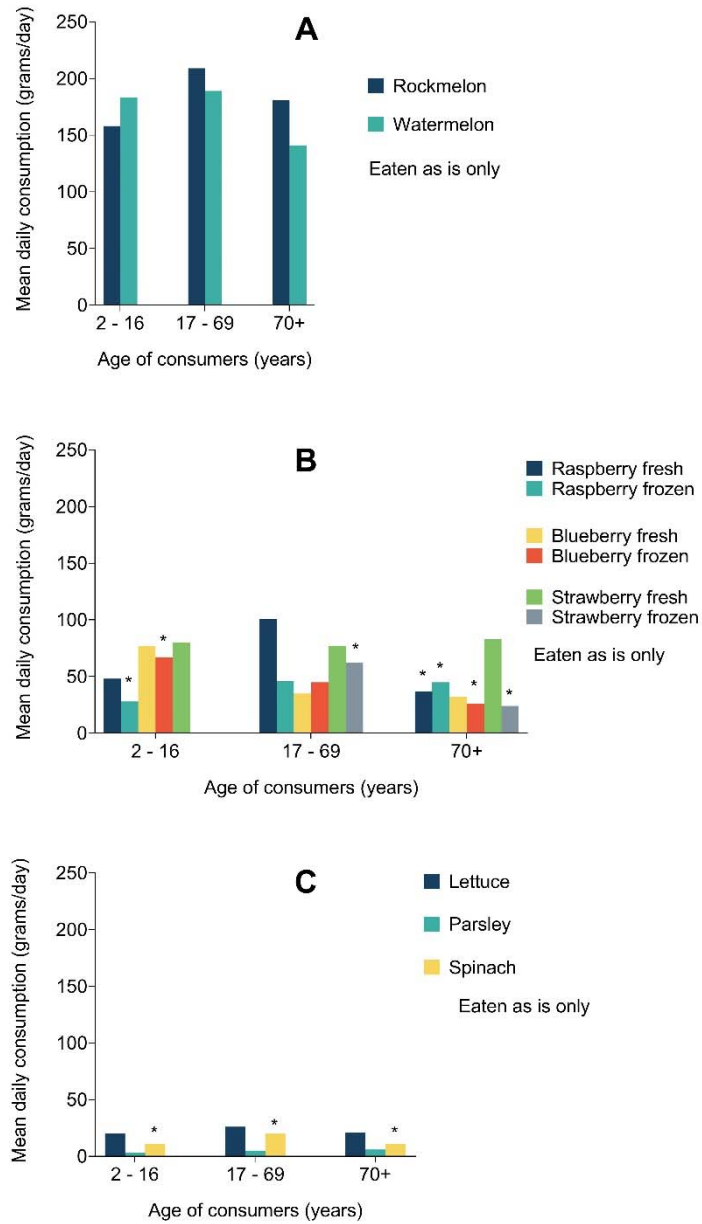 A
Mean daily consumption (grams/day)
250
200
150
100
50
0
2 - 16
17 - 69
70+
Age of consumers (years)
Rockmelon
Watermelon
Eaten as is only
B
Mean daily consumption (grams/day)
250
200
150
100
50
0
*
*
*
*
*
*
*
2 - 16
17 - 69
70+
Age of consumers (years)
Raspberry fresh
Raspberry frozen
Blueberry fresh
Blueberry frozen
Strawberry fresh
Strawberry frozen
Eaten as is only
C
Mean daily consumption (grams/day)
250
200
150
100
50
0
*
*
*
2 - 16
17 - 69
70+
Age of consumers (years)
Lettuce
Parsley
Spinach
Eaten as is only